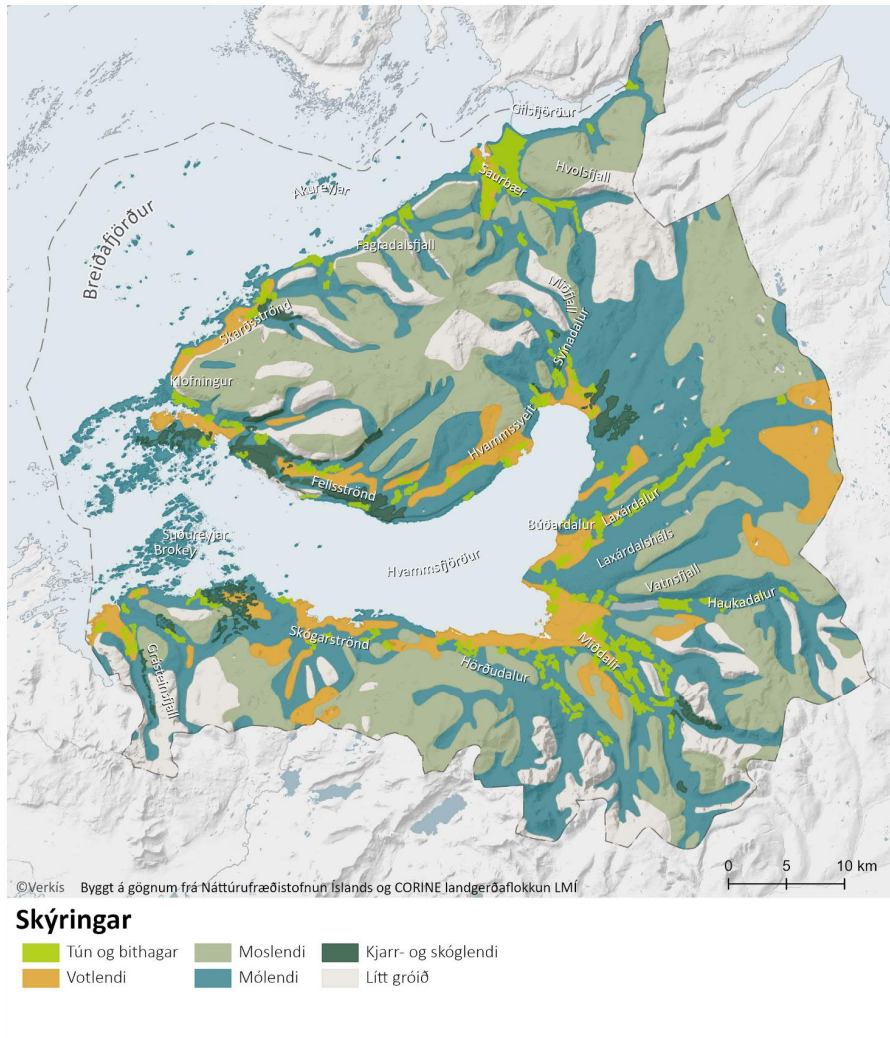 Gilsfjörður
Hvolsfjall
Saurbær
Akureyjar
Breiðafjörður
Fagradalsfjall
Miðfjall
Skarðsströnd
Svínadalur
Klofningur
Hvammssveit
Fellsströnd
Laxárdalur
Búðardalur
Suðureyjar
Brokey
Laxárdalsháls
Hvammsfjörður
Vatnsfjall
Haukadalur
Skógarströnd
Miðdalir
Hörðudalur
Grásteinsfjall
0 5 10 km
©Verkís Byggt á gögnum frá Náttúrufræðistofnun Íslands og CORINE landgerðaflokkun LMÍ
Skýringar
Tún og bithagar Moslendi Kjarr- og skóglendi
Votlendi Mólendi Lítt gróið